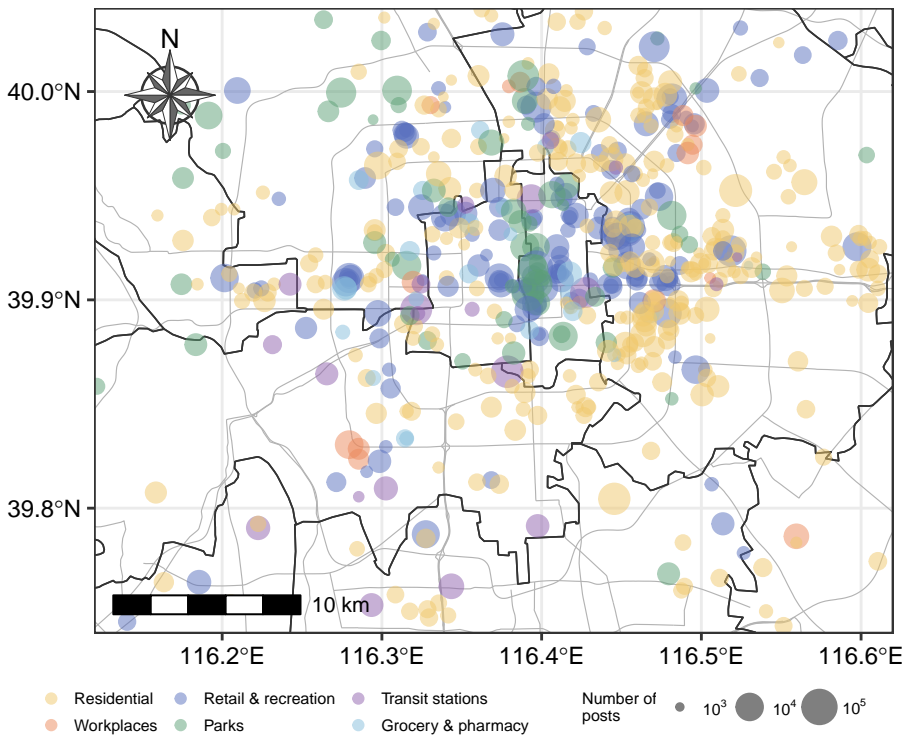 N
40.0°N
39.9°N
39.8°N
10 km
116.2°E 116.3°E 116.4°E 116.5°E 116.6°E
Residential Retail & recreation Transit stations
Workplaces Parks Grocery & pharmacy
Number of
posts
10³ 10⁴ 10⁵